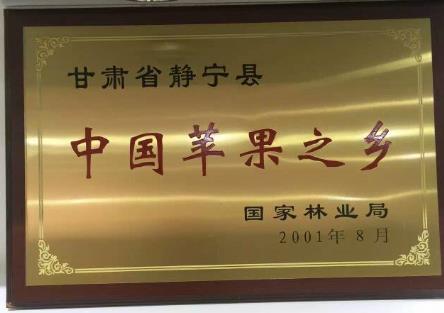 甘肃省静宁县
中国苹果之乡
国家林业局
2001年8月